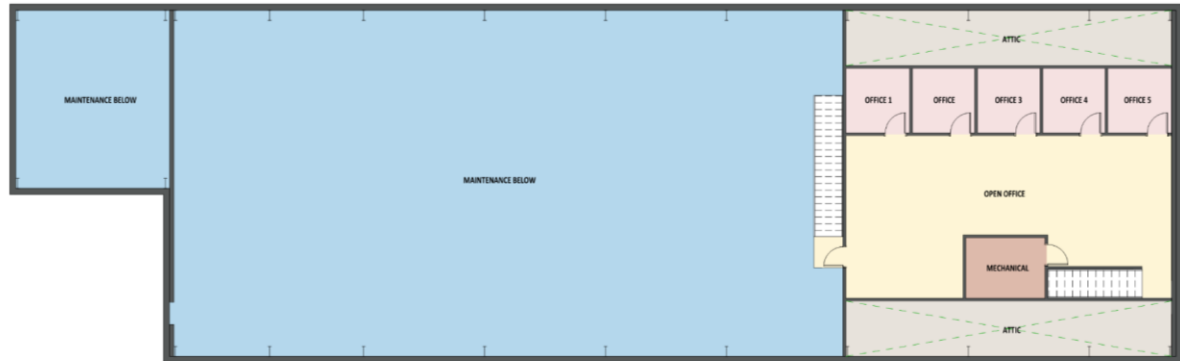 ATTIC
MAINTENANCE BELOW
OFFICE 1
OFFICE
OFFICE 3
OFFICE 4
OFFICE 5
MAINTENANCE BELOW
OPEN OFFICE
MECHANICAL
ATTIC